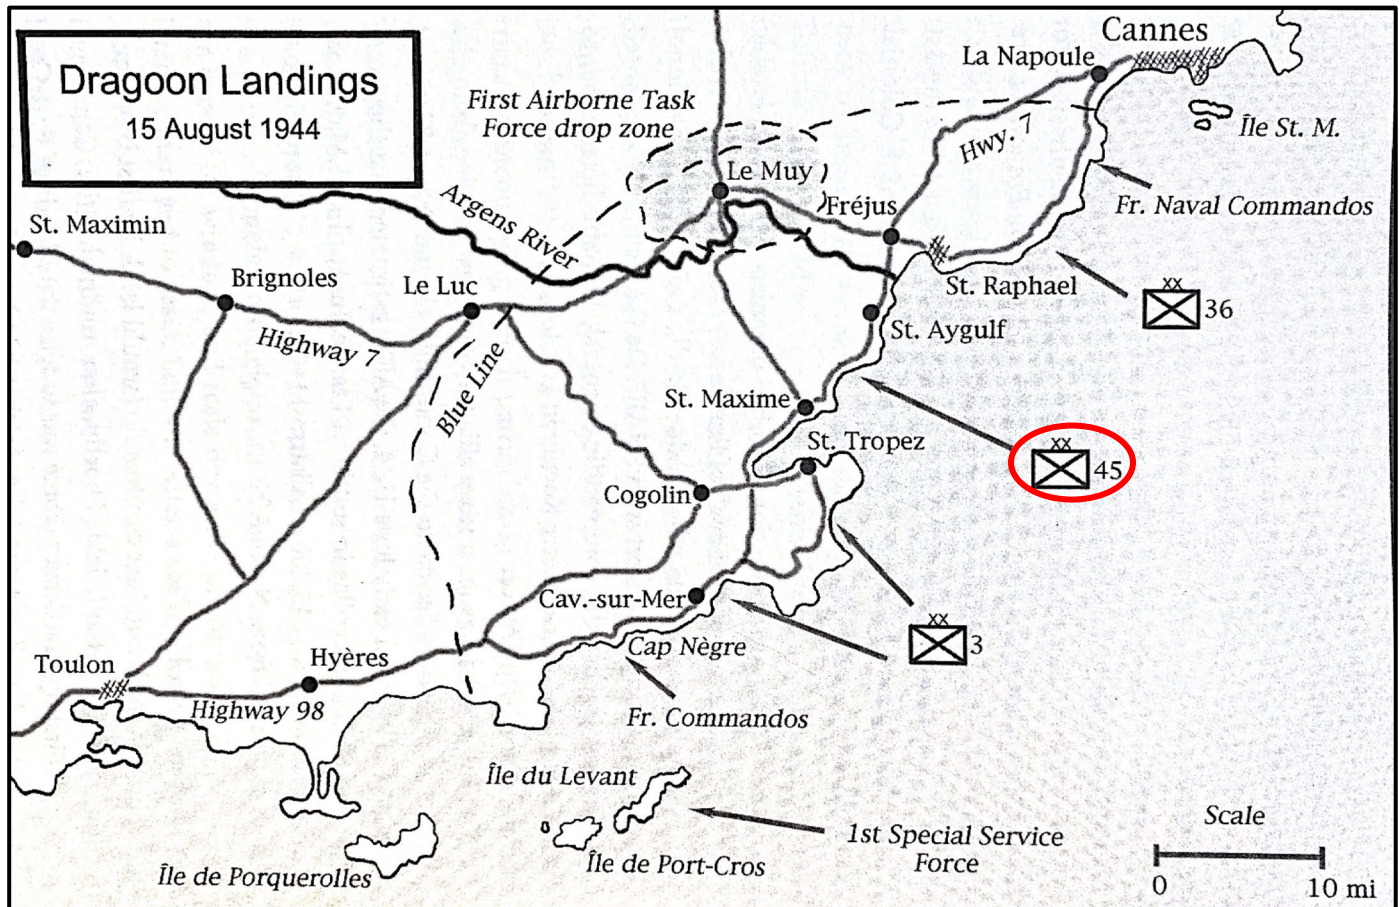 Dragoon Landings
15 August 1944
Cannes
La Napoule
First Airborne Task
Force drop zone
Île St. M.
Hwy. 7
Le Muy
Fr. Naval Commandos
Argens River
Fréjus
St. Maximin
Brignoles
Le Luc
St. Raphael
XX
36
St. Aygulf
Highway 7
Blue Line
St. Maxime
St. Tropez
XX
45
Cogolin
Cav.-sur-Mer
XX
3
Cap Nègre
Toulon
Hyères
Highway 98
Fr. Commandos
Île du Levant
1st Special Service
Force
Île de Port-Cros
Île de Porquerolles
Scale
0 10 mi